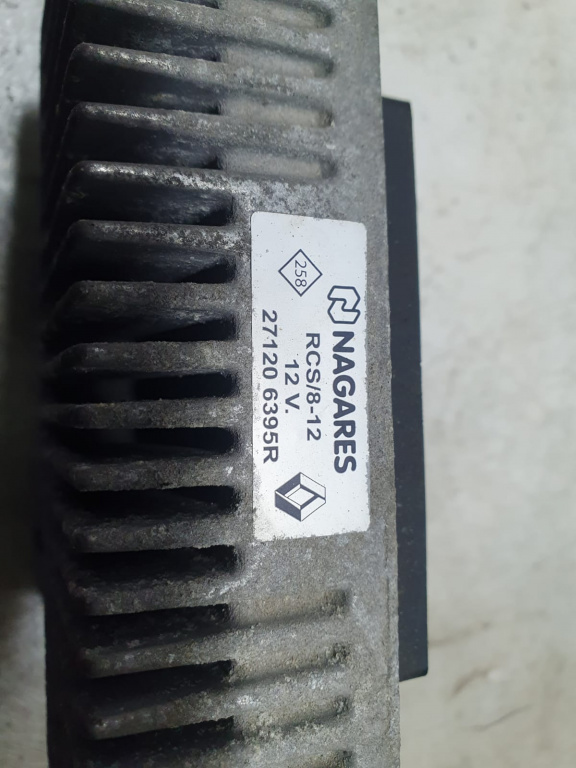 NAGARES
258
RCS/8-12
12 V.
27120 6395R